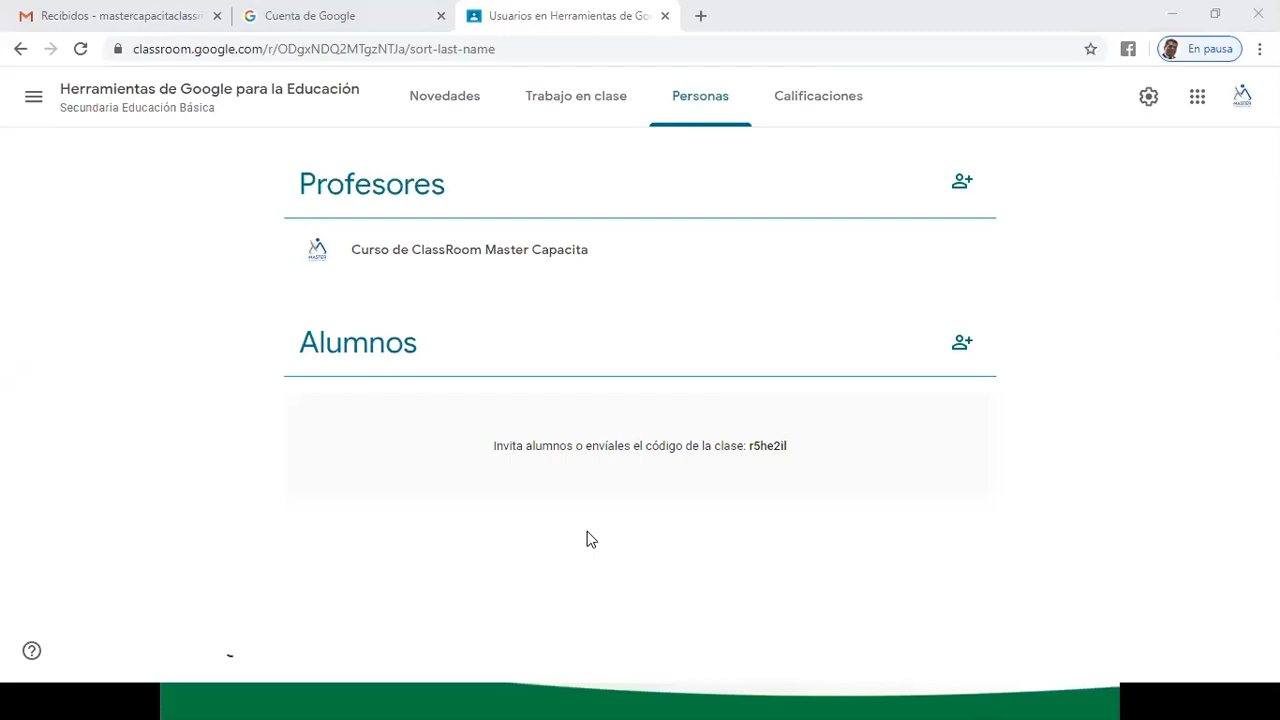 Recibidos - mastercapacitaclassr
Cuenta de Google
Usuarios en Herramientas de Go
classroom.google.com/r/ODgxNDQ2MTgzNTJa/sort-last-name
En pausa
Herramientas de Google para la Educación
Secundaria Educación Básica
Novedades
Trabajo en clase
Personas
Calificaciones
Profesores
MASTER
Curso de ClassRoom Master Capacita
Alumnos
Invita alumnos o envíales el código de la clase: r5he2il